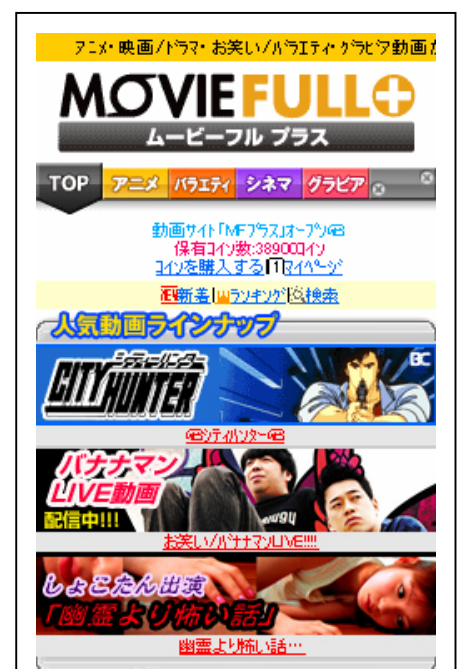 アニメ・映画/ドラマ・お笑い/バラエティ・グラビア動画が
MOVIEFULL+
ムービーフル プラス
TOP アニメ バラエティ シネマ グラビア
動画サイト「MFプラス」オープン
保有コイン数:38900コイン
コインを購入する|1マイページ
NEW新着|ランキング|検索
人気動画ラインナップ
シティーハンター
CITY HUNTER
BC
シティハンター
バナナマン
LIVE動画
配信中!!!
お笑い/バナナマンLIVE!!!!
しょこたん出演
「幽霊より怖い話」
幽霊より怖い話…